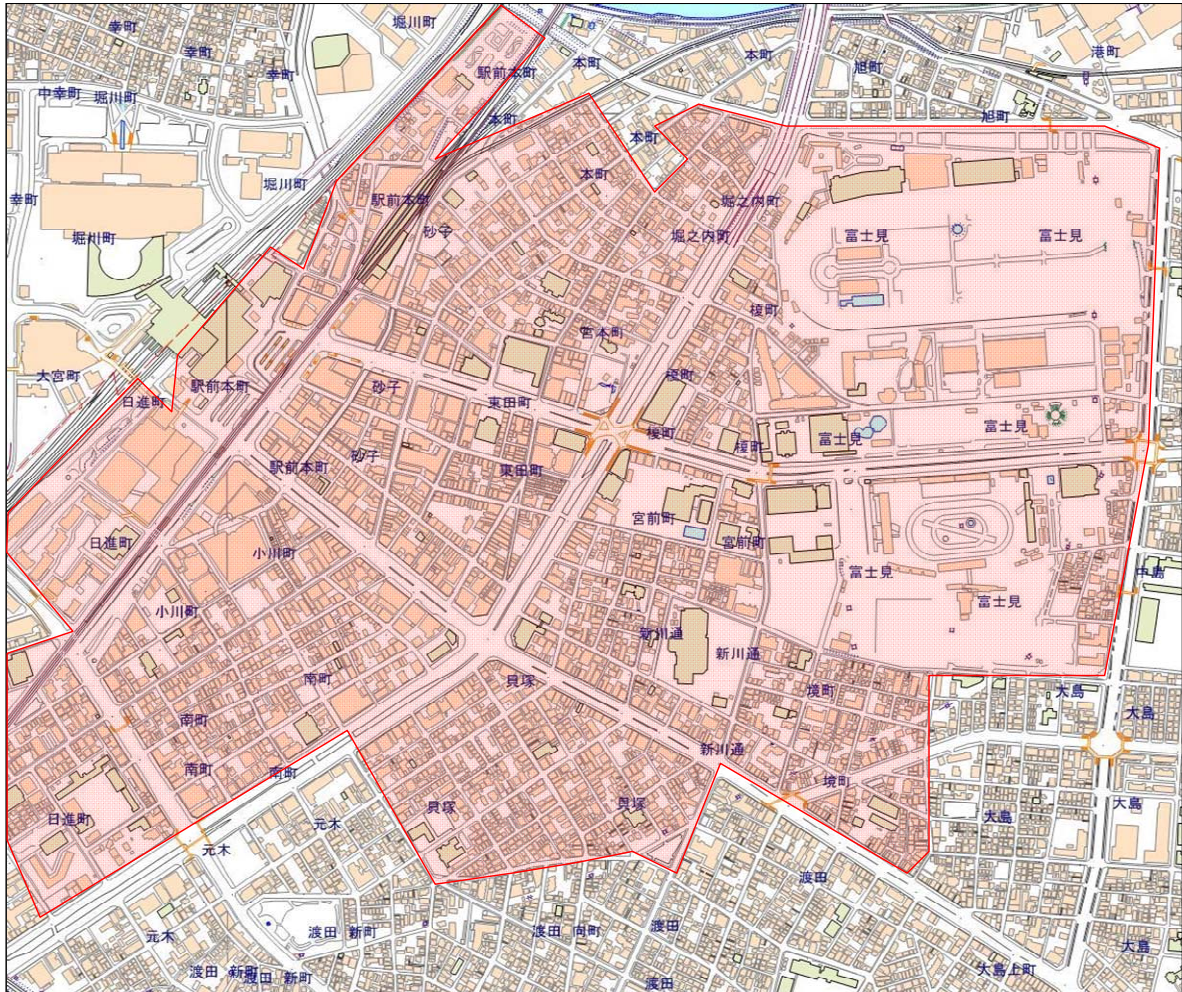 幸町
堀川町
幸町
幸町
駅前本町
本町
本町
旭町
港町
中幸町
堀川町
本町
本町
旭町
堀川町
本町
幸町
駅前本町
堀之内町
砂子
堀川町
堀之内町
富士見
富士見
榎町
宮本町
大宮町
駅前本町
砂子
榎町
日進町
東田町
富士見
榎町
榎町
富士見
駅前本町
砂子
東田町
宮前町
宮前町
日進町
小川町
富士見
中島
富士見
小川町
新川通
新川通
南町
貝塚
境町
大島
大島
南町
新川通
南町
南町
境町
貝塚
貝塚
大島
大島
日進町
元木
元木
渡田
元木
渡田 新町
渡田 向町
渡田
大島
渡田 新町
渡田 新町
大島上町
渡田